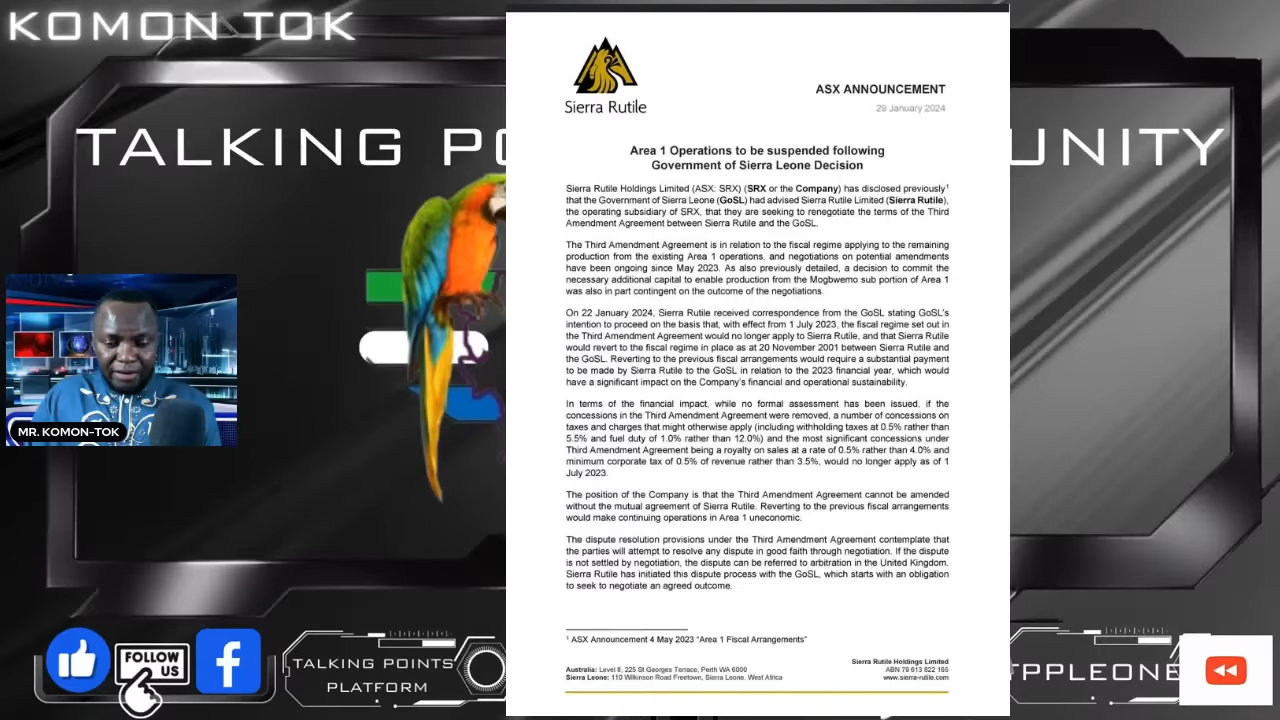 KOMON TOK
TALKING PO
UNITY
Sierra Rutile
ASX ANNOUNCEMENT
29 January 2024
Area 1 Operations to be suspended following
Government of Sierra Leone Decision
Sierra Rutile Holdings Limited (ASX: SRX) (SRX or the Company) has disclosed previously¹
that the Government of Sierra Leone (GoSL) had advised Sierra Rutile Limited (Sierra Rutile),
the operating subsidiary of SRX, that they are seeking to renegotiate the terms of the Third
Amendment Agreement between Sierra Rutile and the GoSL.
The Third Amendment Agreement is in relation to the fiscal regime applying to the remaining
production from the existing Area 1 operations, and negotiations on potential amendments
have been ongoing since May 2023. As also previously detailed, a decision to commit the
necessary additional capital to enable production from the Mogbwemo sub portion of Area 1
was also in part contingent on the outcome of the negotiations.
On 22 January 2024, Sierra Rutile received correspondence from the GoSL stating GoSL's
intention to proceed on the basis that, with effect from 1 July 2023, the fiscal regime set out in
the Third Amendment Agreement would no longer apply to Sierra Rutile, and that Sierra Rutile
would revert to the fiscal regime in place as at 20 November 2001 between Sierra Rutile and
the GoSL. Reverting to the previous fiscal arrangements would require a substantial payment
to be made by Sierra Rutile to the GoSL in relation to the 2023 financial year, which would
have a significant impact on the Company's financial and operational sustainability.
In terms of the financial impact, while no formal assessment has been issued, if the
concessions in the Third Amendment Agreement were removed, a number of concessions on
taxes and charges that might otherwise apply (including withholding taxes at 0.5% rather than
5.5% and fuel duty of 1.0% rather than 12.0%) and the most significant concessions under
Third Amendment Agreement being a royalty on sales at a rate of 0.5% rather than 4.0% and
minimum corporate tax of 0.5% of revenue rather than 3.5%, would no longer apply as of 1
July 2023.
The position of the Company is that the Third Amendment Agreement cannot be amended
without the mutual agreement of Sierra Rutile. Reverting to the previous fiscal arrangements
would make continuing operations in Area 1 uneconomic.
The dispute resolution provisions under the Third Amendment Agreement contemplate that
the parties will attempt to resolve any dispute in good faith through negotiation. If the dispute
is not settled by negotiation, the dispute can be referred to arbitration in the United Kingdom.
Sierra Rutile has initiated this dispute process with the GoSL, which starts with an obligation
to seek to negotiate an agreed outcome.
¹ ASX Announcement 4 May 2023 "Area 1 Fiscal Arrangements"
Sierra Rutile Holdings Limited
Australia: Level 8, 225 St Georges Terrace, Perth WA 6000
ABN 79 613 822 165
Sierra Leone: 110 Wilkinson Road Freetown, Sierra Leone, West Africa
www.sierra-rutile.com
MR. KOMON-TOK
FOLLOW
US
TALKING POINTS
PLATFORM
TPPLEONE